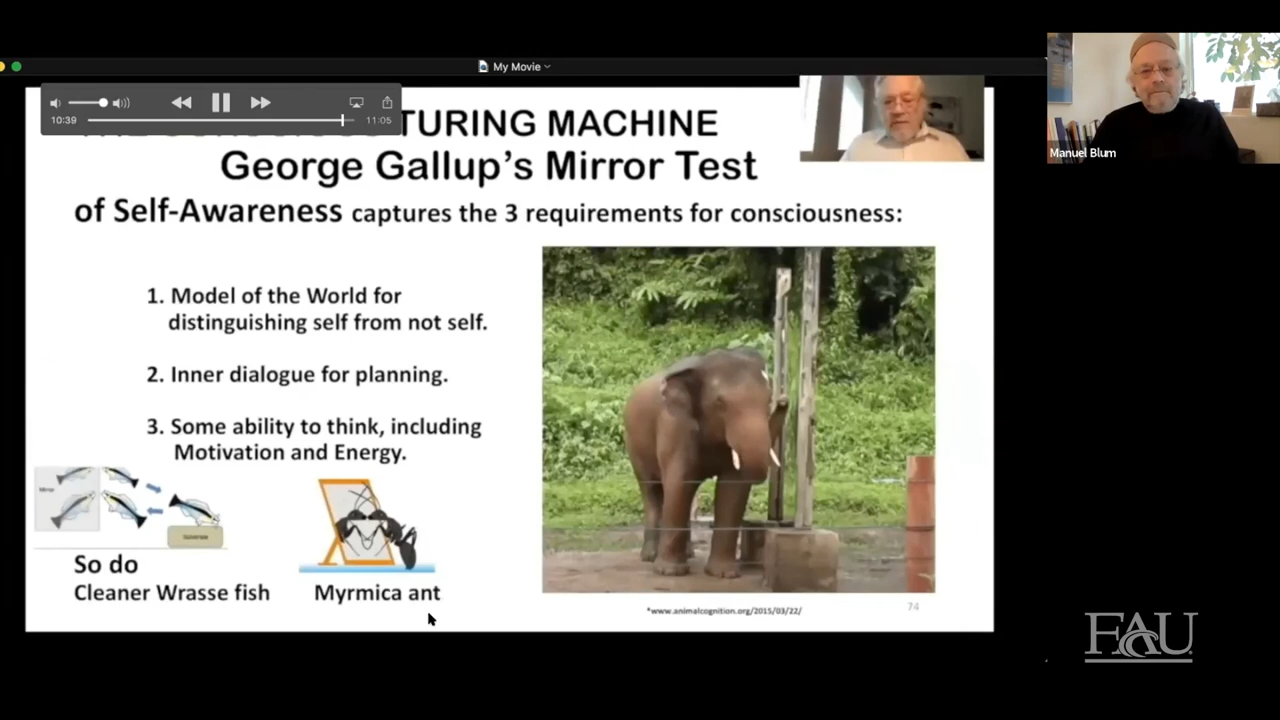 My Movie
10:39
11:05
TURING MACHINE
George Gallup's Mirror Test
of Self-Awareness captures the 3 requirements for consciousness:
1. Model of the World for
distinguishing self from not self.
2. Inner dialogue for planning.
3. Some ability to think, including
Motivation and Energy.
Mirror
So do
Cleaner Wrasse fish
Myrmica ant
*www.animalcognition.org/2015/03/22/
74
Manuel Blum
FAU